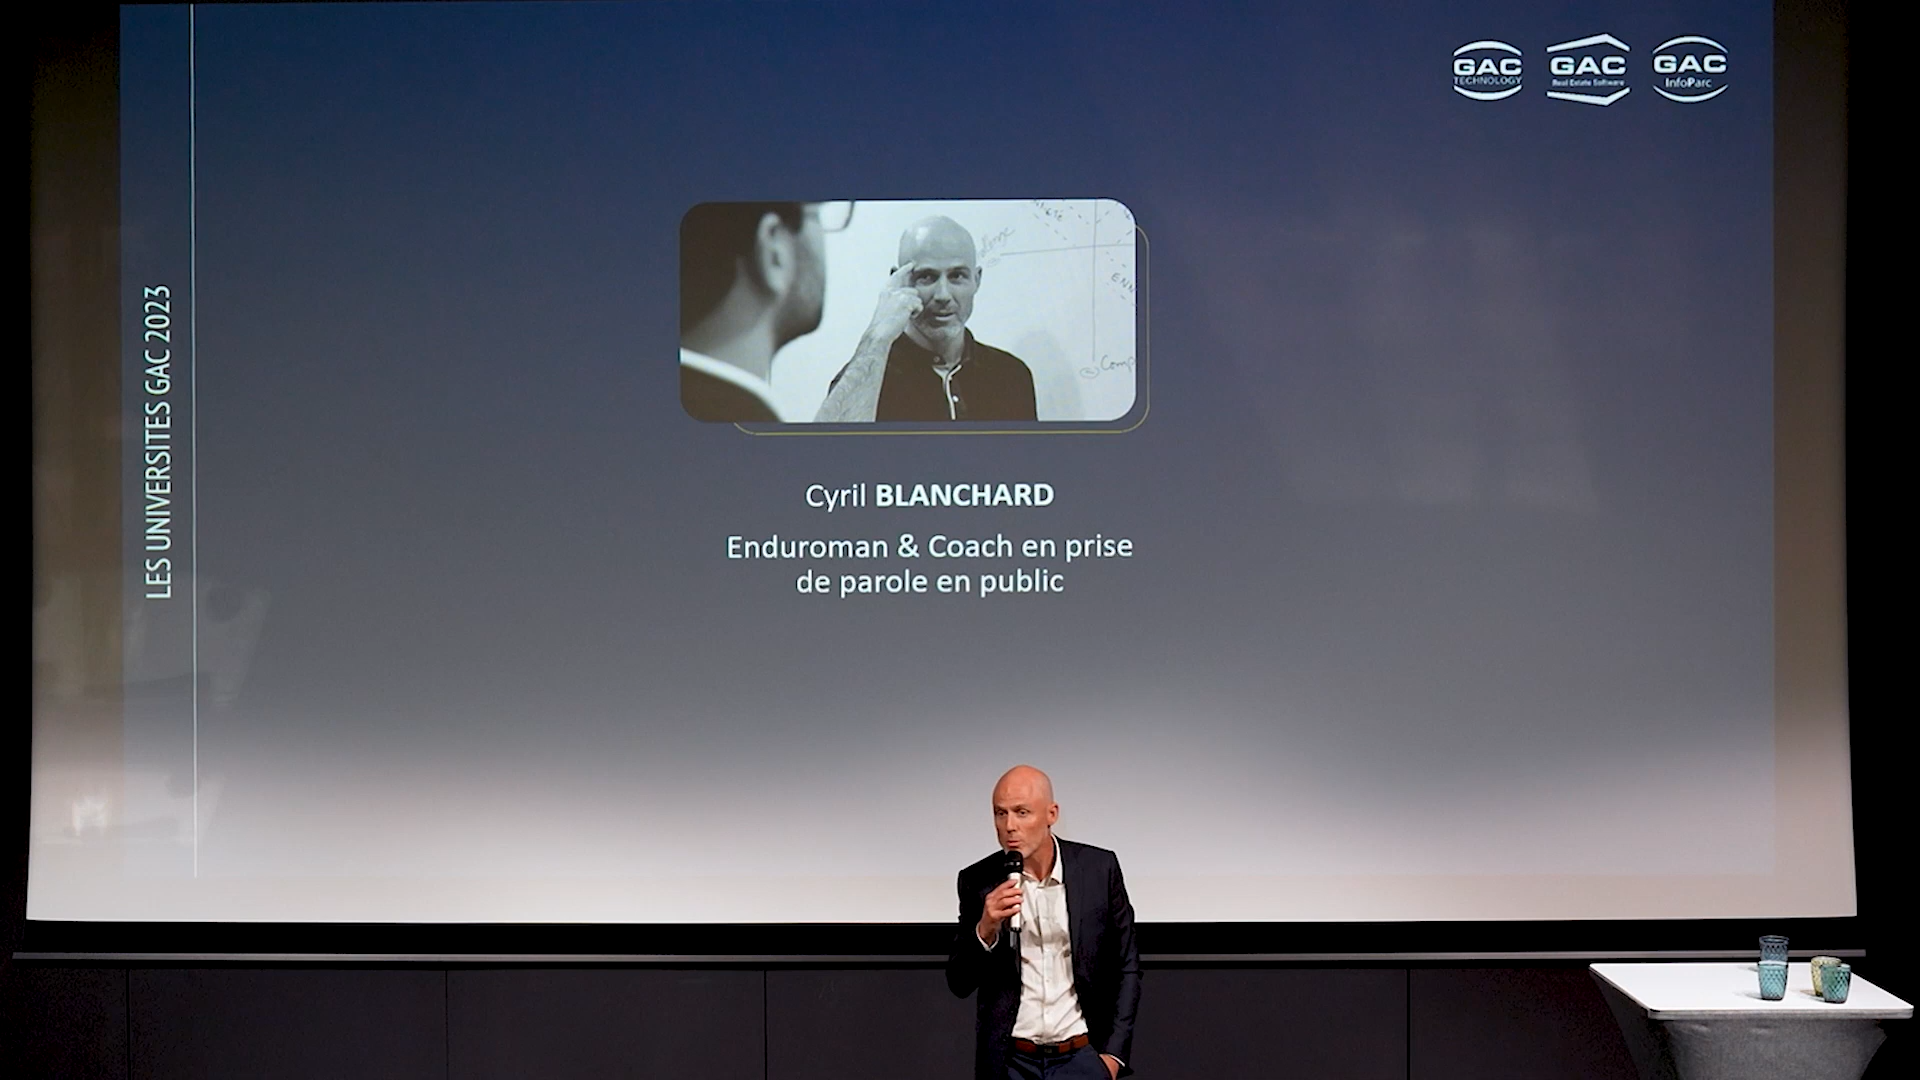 GAC
TECHNOLOGY
GAC
Real Estate Software
GAC
InfoParc
LES UNIVERSITES GAC 2023
Cyril BLANCHARD
Enduroman & Coach en prise
de parole en public